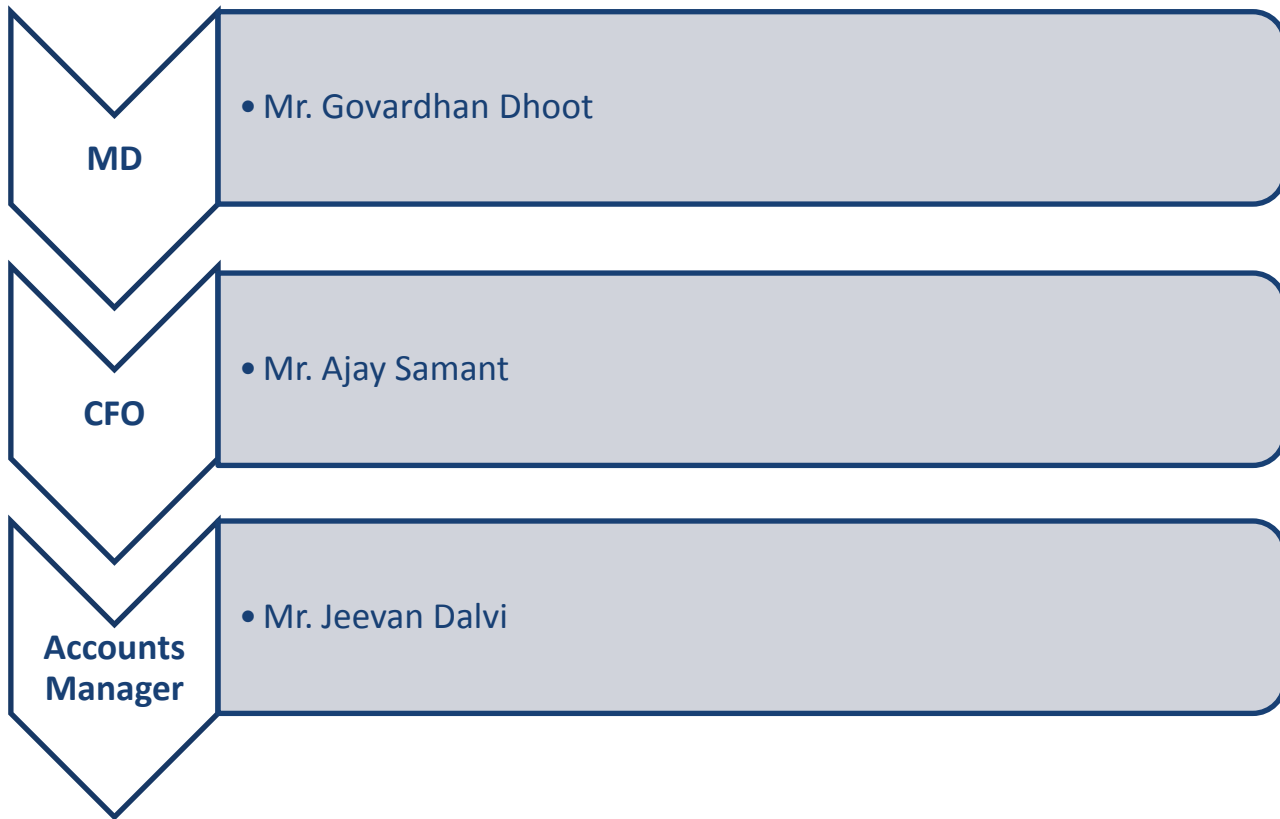 MD
• Mr. Govardhan Dhoot
CFO
• Mr. Ajay Samant
Accounts
Manager
• Mr. Jeevan Dalvi